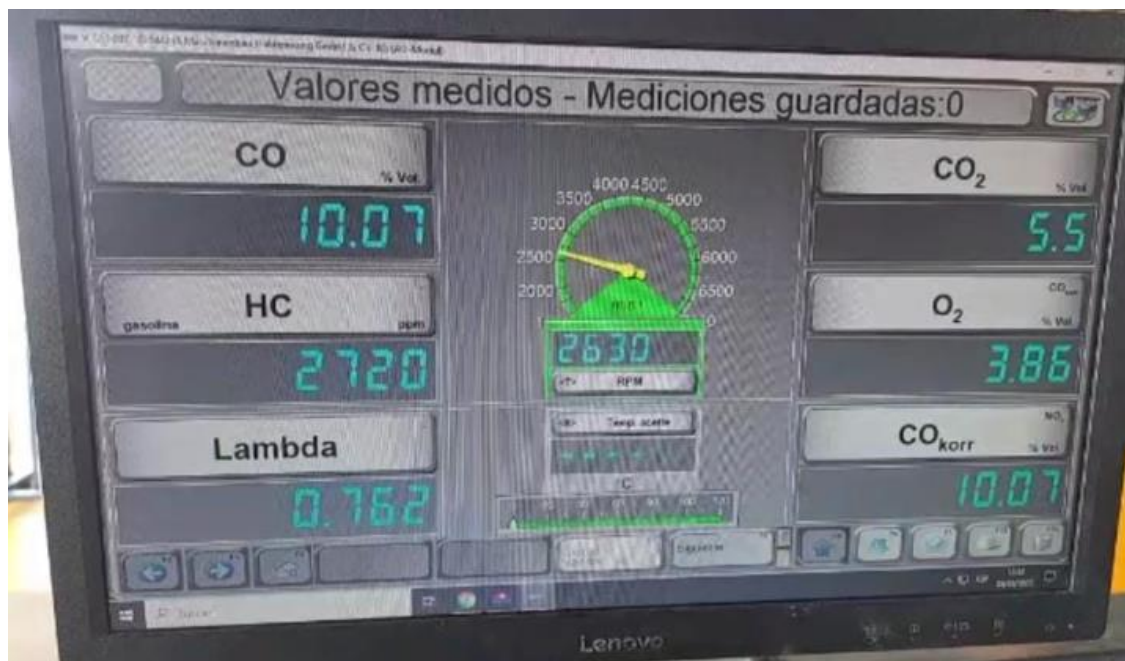 Valores medidos - Mediciones guardadas:0
CO
% Vol.
10.07
HC
gasolina
ppm
2720
Lambda
0.762
4000 4500
3500 5000
3000 5500
2500 6000
2000 6500
2630
RPM
Temp. aceite
- - - -
°C
CO₂
% Vol.
5.5
O₂
% Vol.
3.86
COkorr
% Vol.
10.07
Lenovo